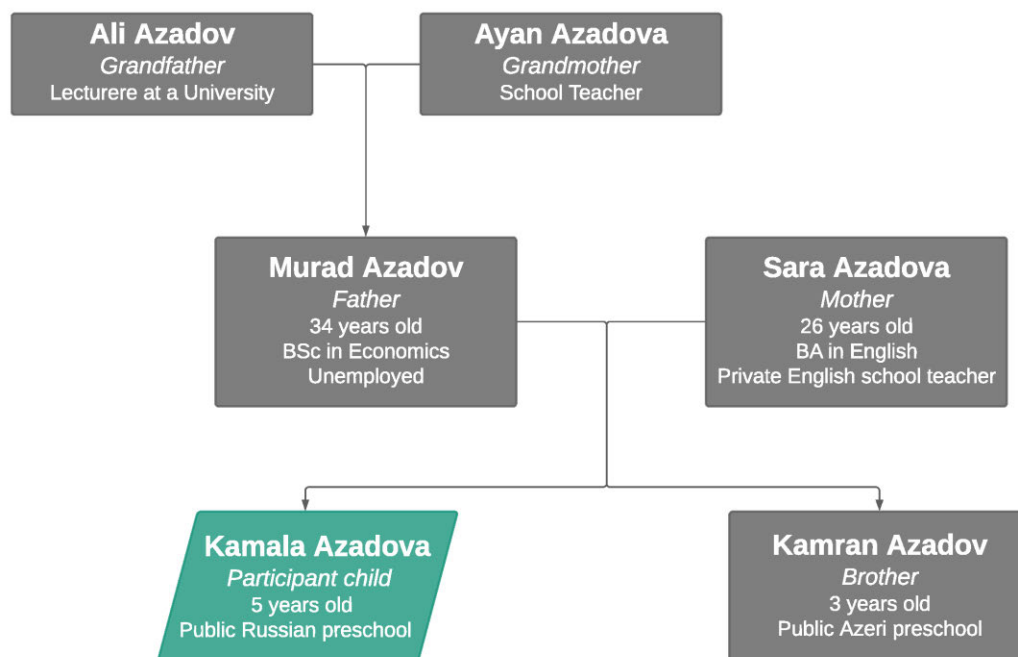 Ali Azadov
Grandfather
Lecturere at a University
Ayan Azadova
Grandmother
School Teacher
Murad Azadov
Father
34 years old
BSc in Economics
Unemployed
Sara Azadova
Mother
26 years old
BA in English
Private English school teacher
Kamala Azadova
Participant child
5 years old
Public Russian preschool
Kamran Azadov
Brother
3 years old
Public Azeri preschool